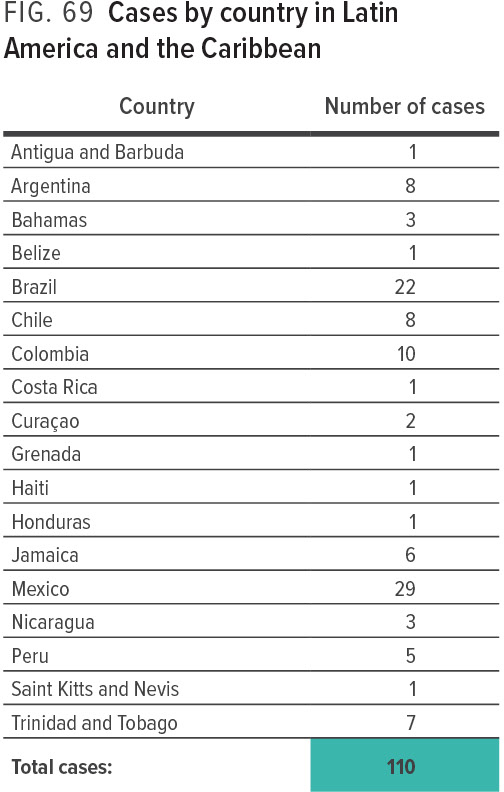 FIG. 69 Cases by country in Latin
America and the Caribbean
Country Number of cases
Antigua and Barbuda 1
Argentina 8
Bahamas 3
Belize 1
Brazil 22
Chile 8
Colombia 10
Costa Rica 1
Curaçao 2
Grenada 1
Haiti 1
Honduras 1
Jamaica 6
Mexico 29
Nicaragua 3
Peru 5
Saint Kitts and Nevis 1
Trinidad and Tobago 7
Total cases: 110